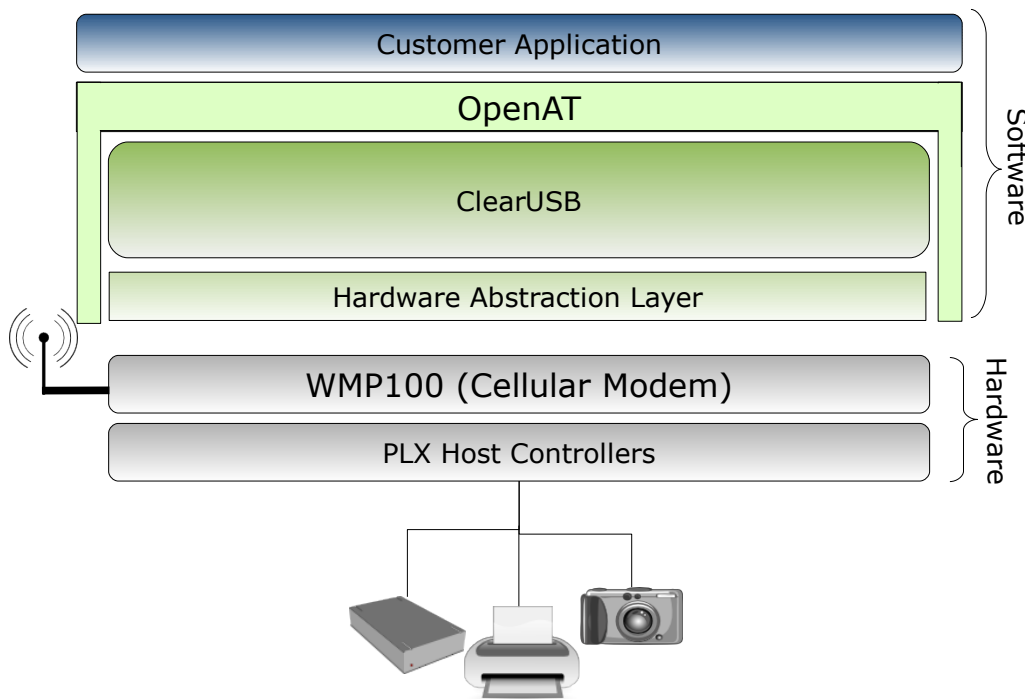 Customer Application
OpenAT
ClearUSB
Hardware Abstraction Layer
Software
WMP100 (Cellular Modem)
PLX Host Controllers
Hardware